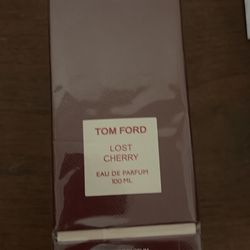 TOM FORD
LOST
CHERRY
EAU DE PARFUM
100 ML